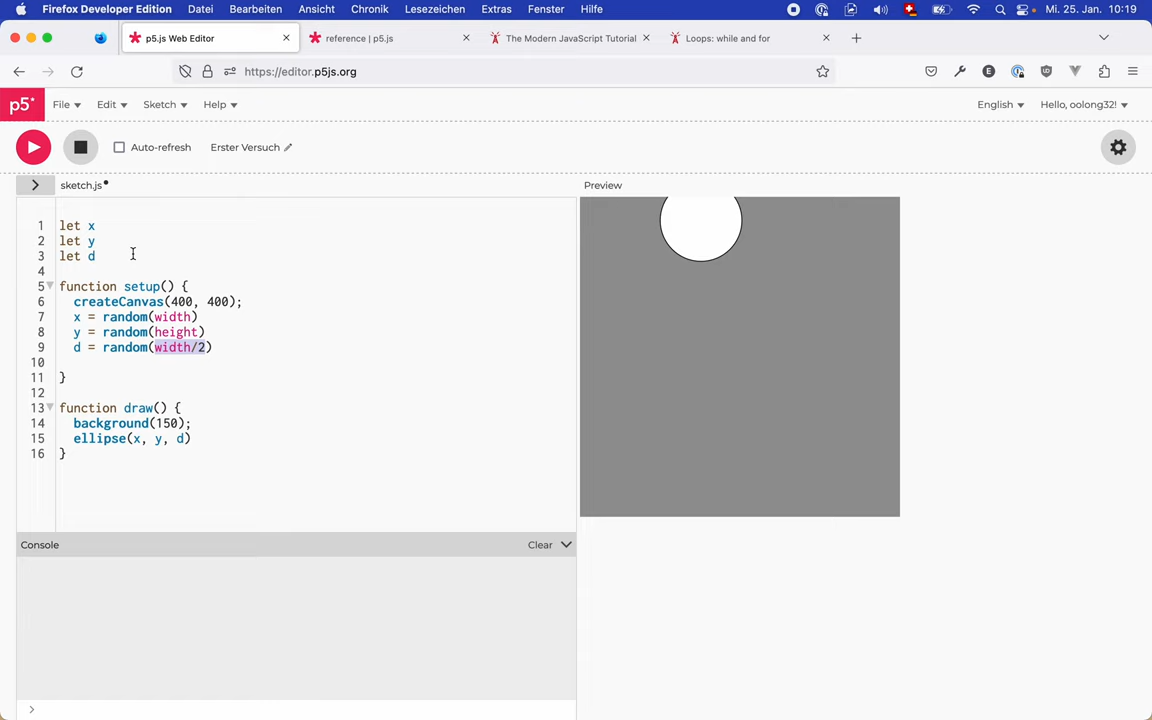 Firefox Developer Edition Datei Bearbeiten Ansicht Chronik Lesezeichen Extras Fenster Hilfe Mi. 25. Jan. 10:19
p5.js Web Editor reference | p5.js The Modern JavaScript Tutorial Loops: while and for
https://editor.p5js.org
p5* File Edit Sketch Help English Hello, oolong32!
Auto-refresh Erster Versuch
sketch.js Preview
1 let x
2 let y
3 let d
4
5 function setup() {
6 createCanvas(400, 400);
7 x = random(width)
8 y = random(height)
9 d = random(width/2)
10
11 }
12
13 function draw() {
14 background(150);
15 ellipse(x, y, d)
16 }
Console Clear
>